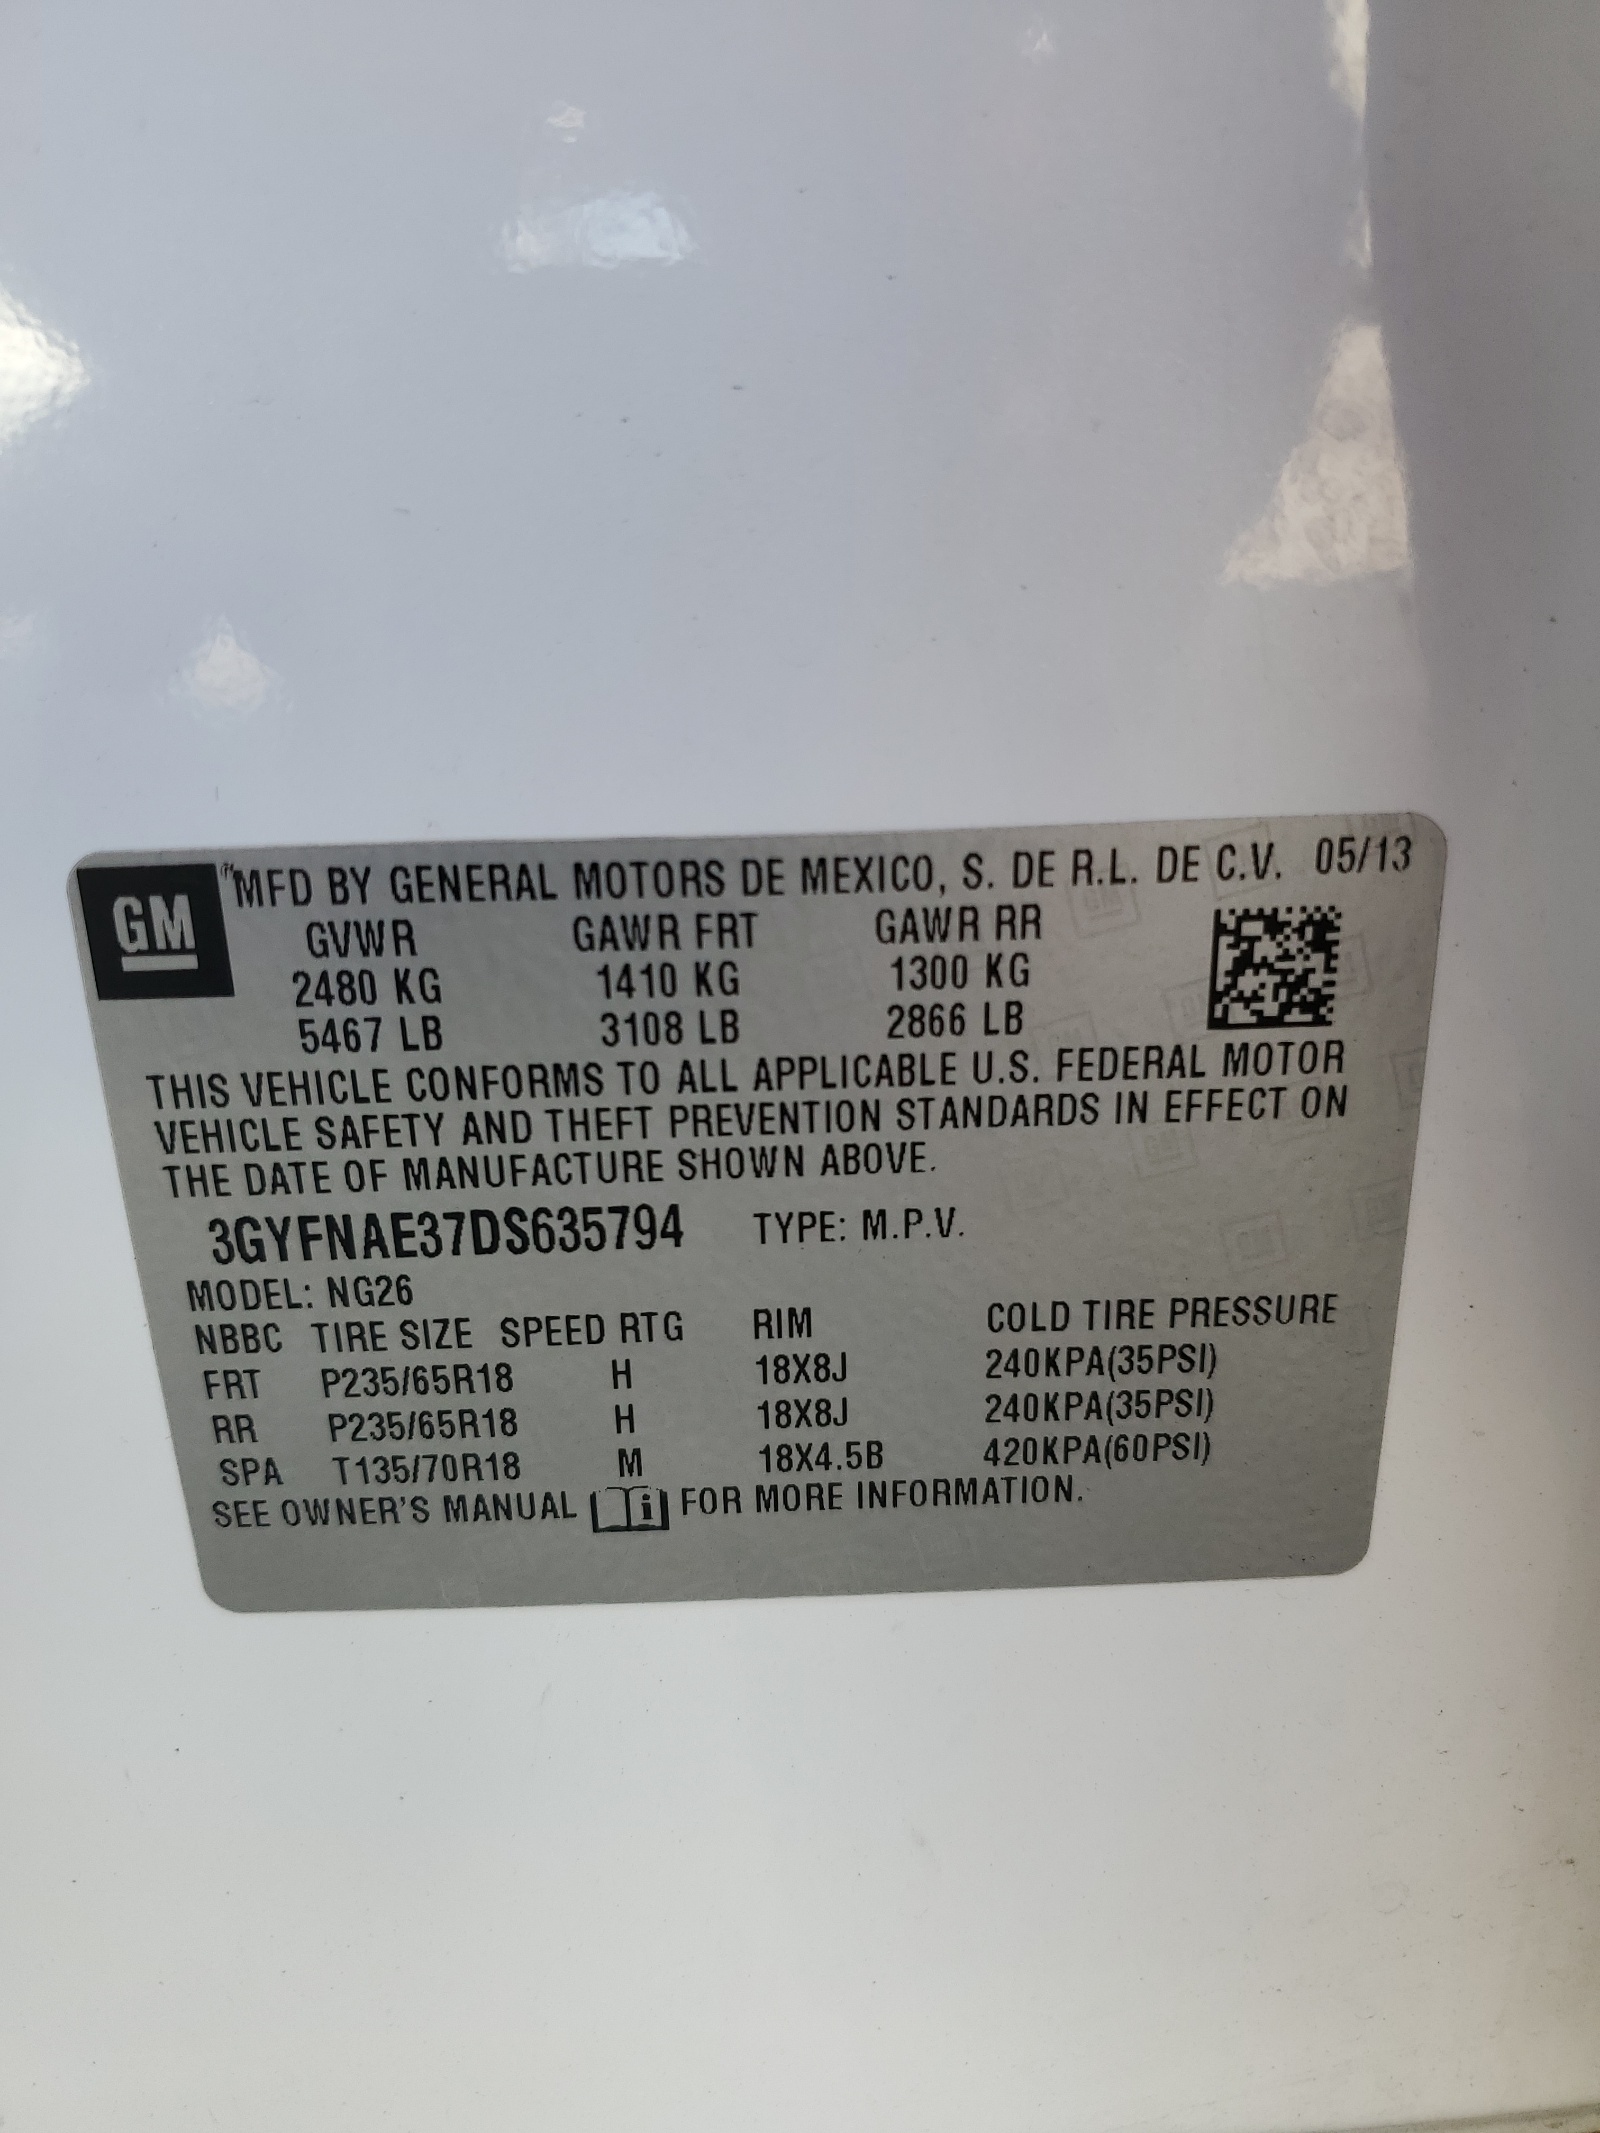 GM
™MFD BY GENERAL MOTORS DE MEXICO, S. DE R.L. DE C.V. 05/13
GVWR GAWR FRT GAWR RR
2480 KG 1410 KG 1300 KG
5467 LB 3108 LB 2866 LB
THIS VEHICLE CONFORMS TO ALL APPLICABLE U.S. FEDERAL MOTOR
VEHICLE SAFETY AND THEFT PREVENTION STANDARDS IN EFFECT ON
THE DATE OF MANUFACTURE SHOWN ABOVE.
3GYFNAE37DS635794 TYPE: M.P.V.
MODEL: NG26
NBBC TIRE SIZE SPEED RTG RIM COLD TIRE PRESSURE
FRT P235/65R18 H 18X8J 240KPA(35PSI)
RR P235/65R18 H 18X8J 240KPA(35PSI)
SPA T135/70R18 M 18X4.5B 420KPA(60PSI)
SEE OWNER'S MANUAL i FOR MORE INFORMATION.